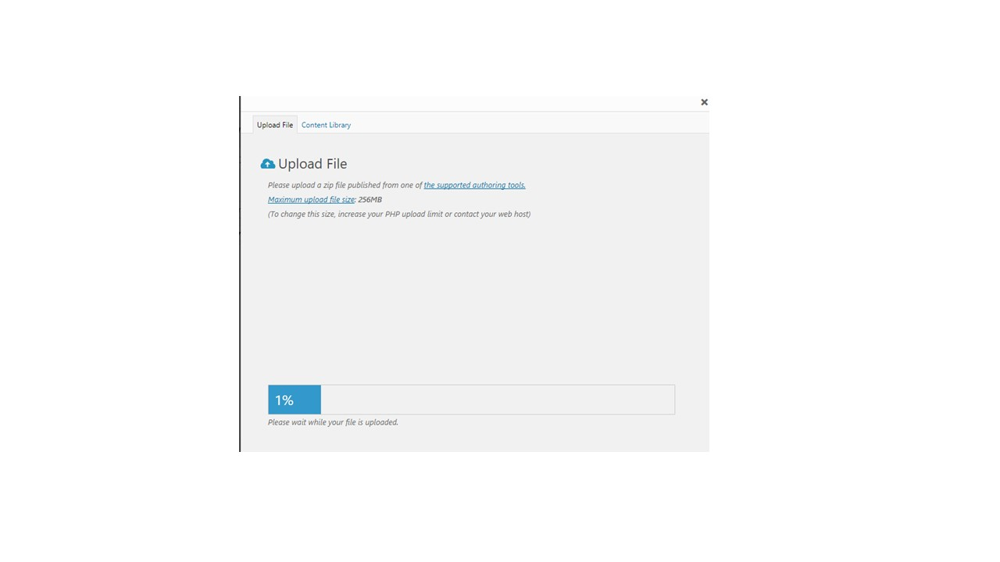 Upload File Content Library
Upload File
Please upload a zip file published from one of the supported authoring tools.
Maximum upload file size: 256MB
(To change this size, increase your PHP upload limit or contact your web host)
1%
Please wait while your file is uploaded.